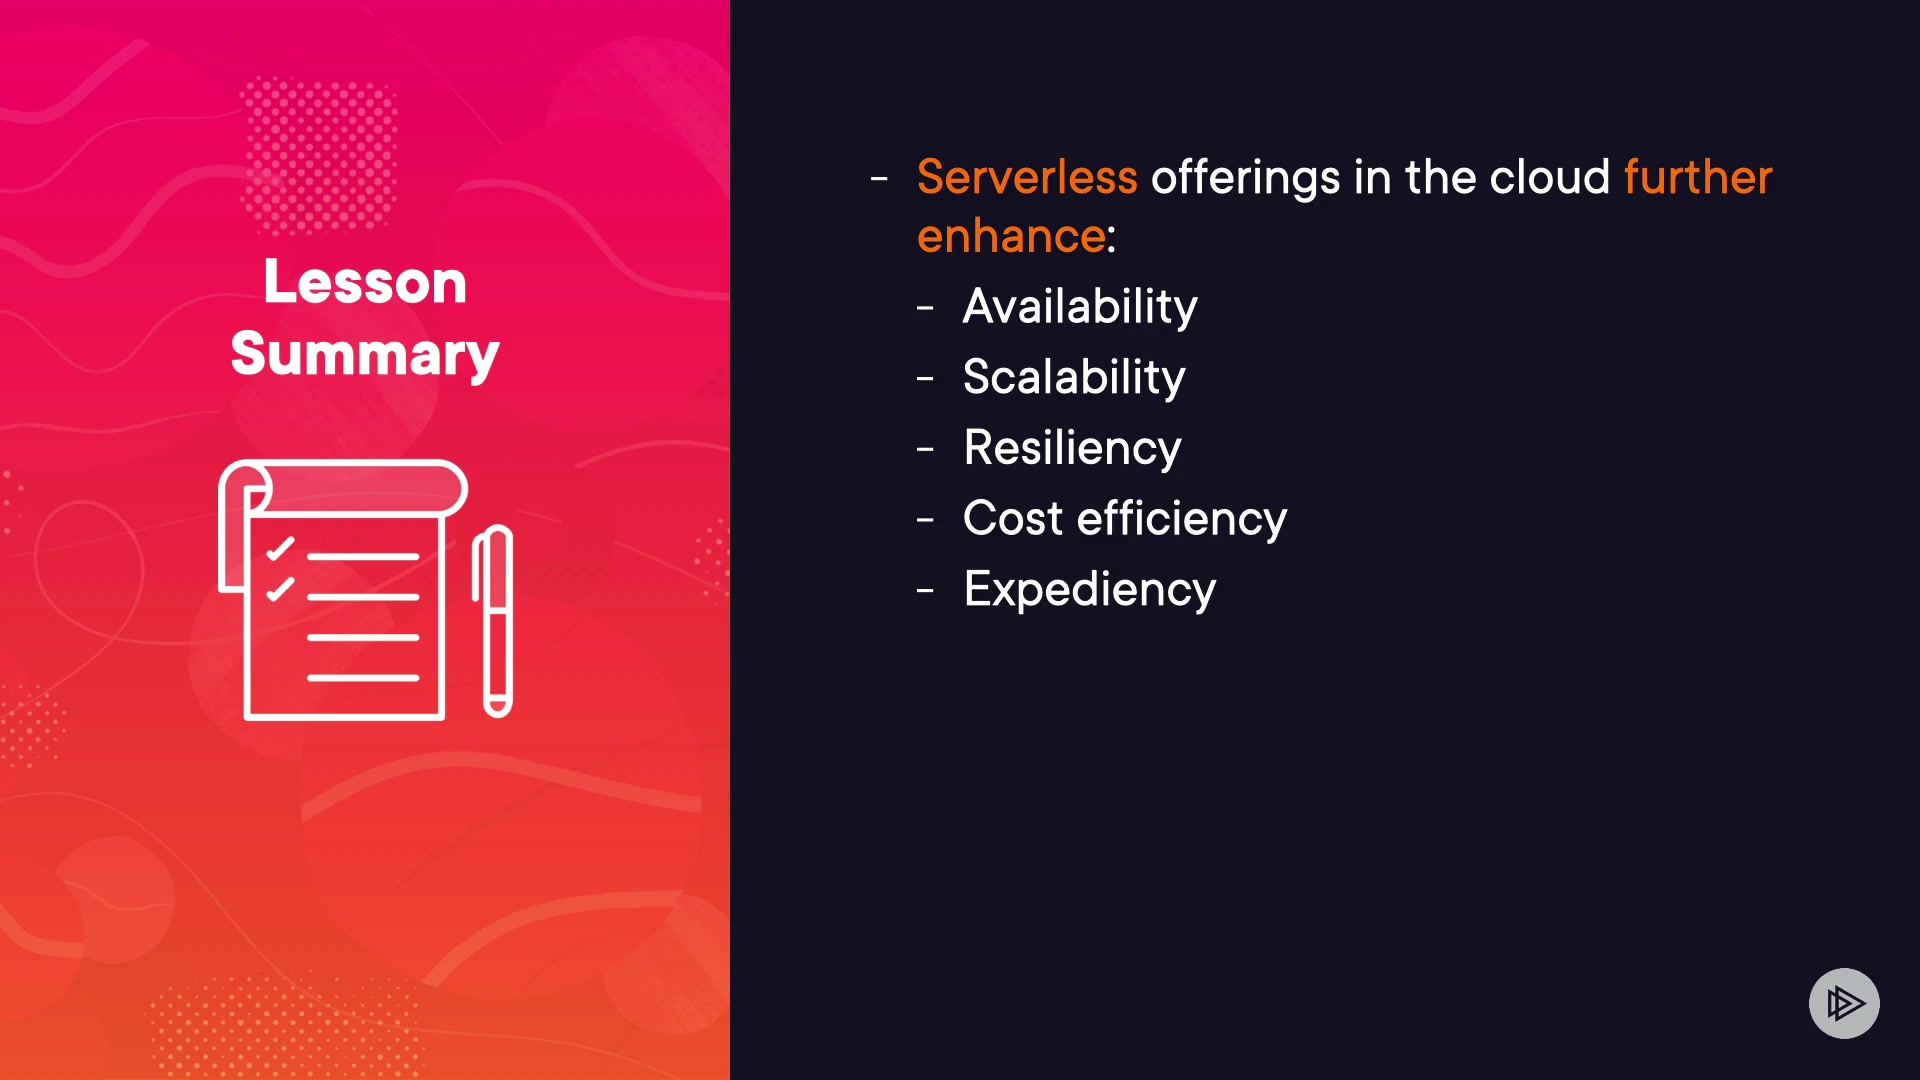 Lesson
Summary
- Serverless offerings in the cloud further
enhance:
- Availability
- Scalability
- Resiliency
- Cost efficiency
- Expediency